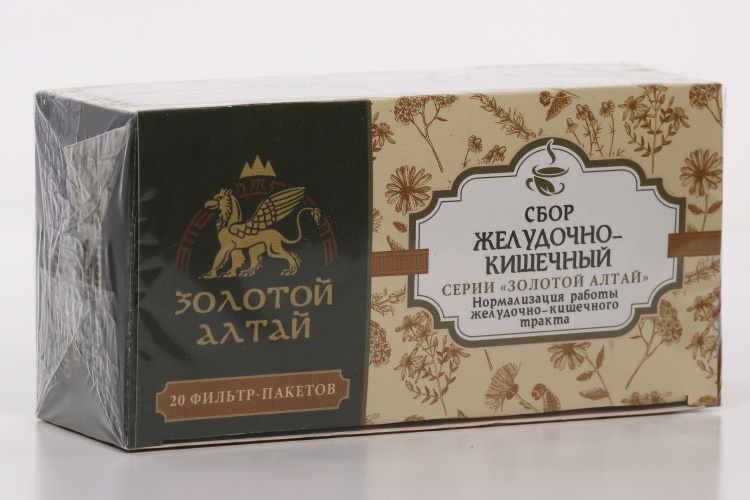 ЗОЛОТОЙ
АЛТАЙ
20 ФИЛЬТР-ПАКЕТОВ
СБОР
ЖЕЛУДОЧНО-
КИШЕЧНЫЙ
СЕРИИ «ЗОЛОТОЙ АЛТАЙ»
Нормализация работы
желудочно-кишечного
тракта